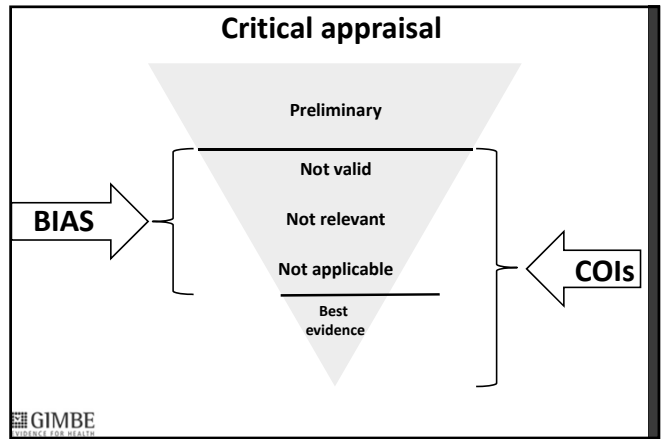 Critical appraisal
Preliminary
Not valid
BIAS
Not relevant
Not applicable
COIs
Best
evidence
GIMBE
EVIDENCE FOR HEALTH